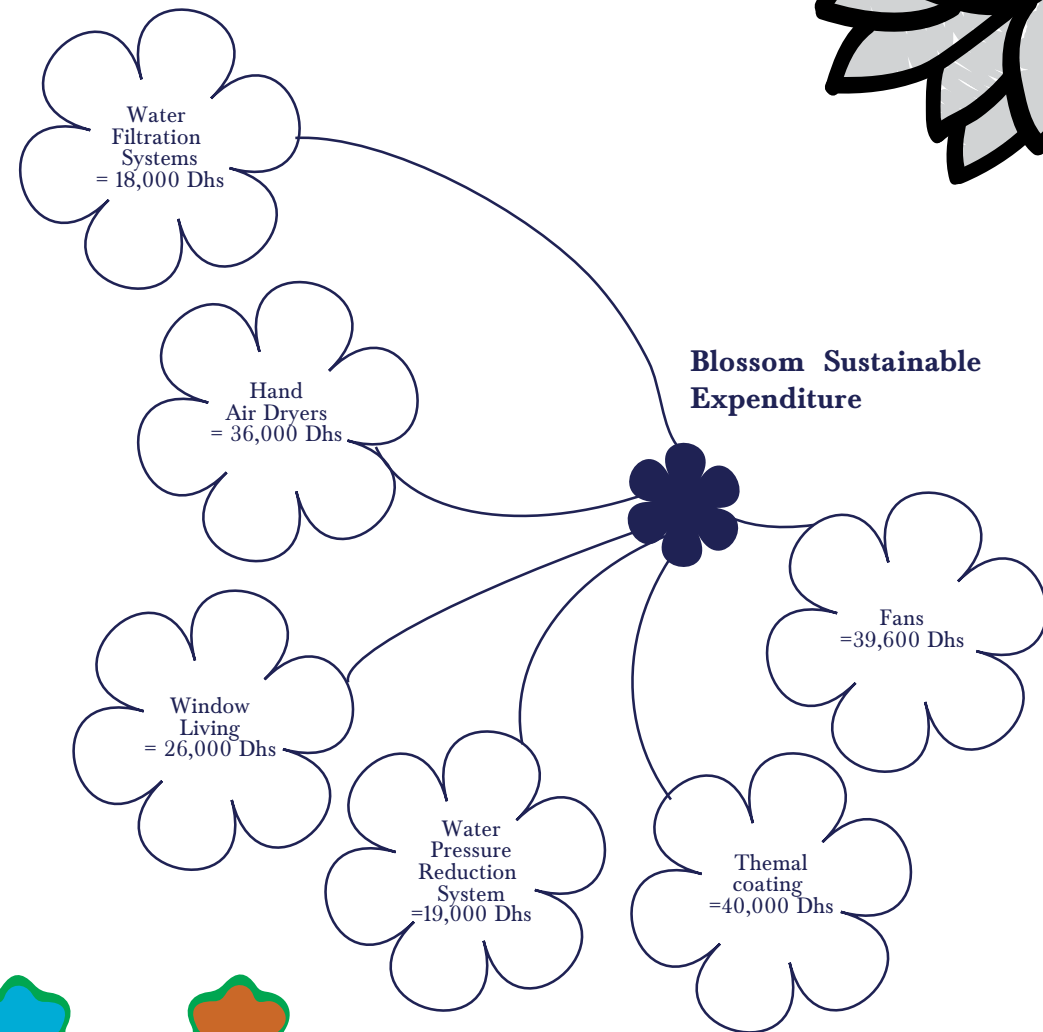 Water
Filtration
Systems
= 18,000 Dhs
Hand
Air Dryers
= 36,000 Dhs
Blossom Sustainable
Expenditure
Fans
=39,600 Dhs
Window
Living
= 26,000 Dhs
Water
Pressure
Reduction
System
=19,000 Dhs
Themal
coating
=40,000 Dhs